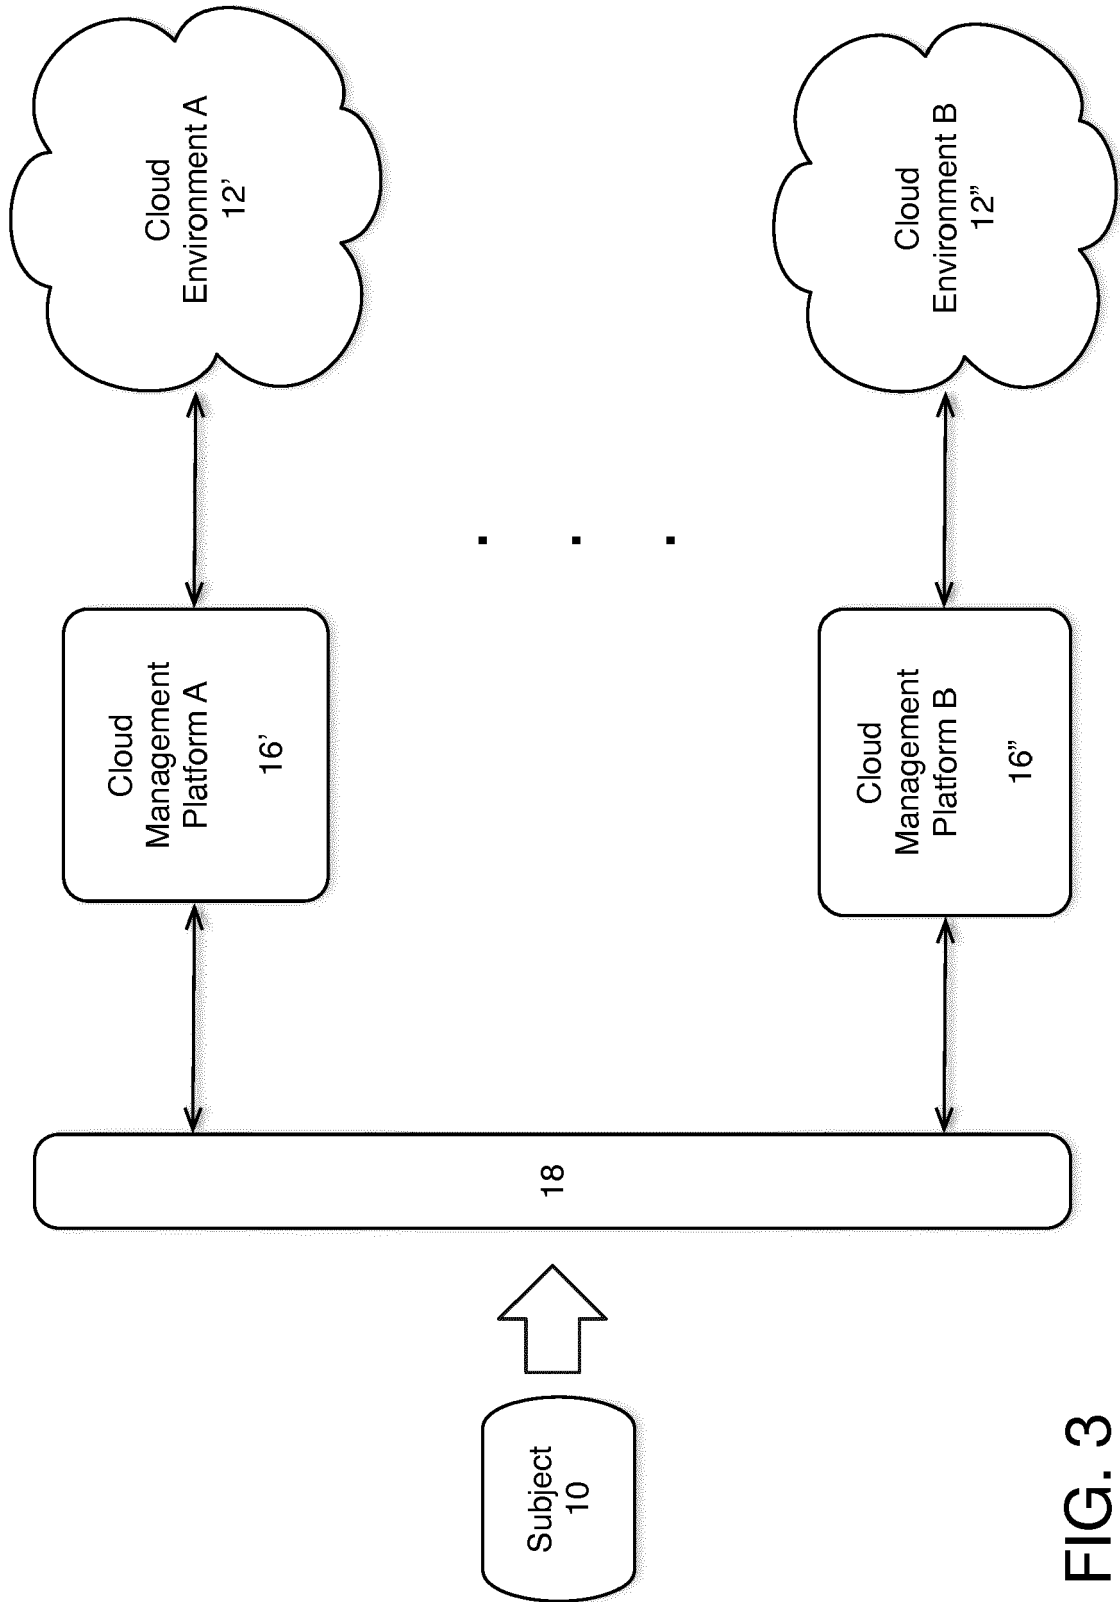 Cloud
Environment A
12’
Cloud
Environment B
12”
Cloud
Management
Platform A
16’
Cloud
Management
Platform B
16”
18
Subject
10
FIG. 3